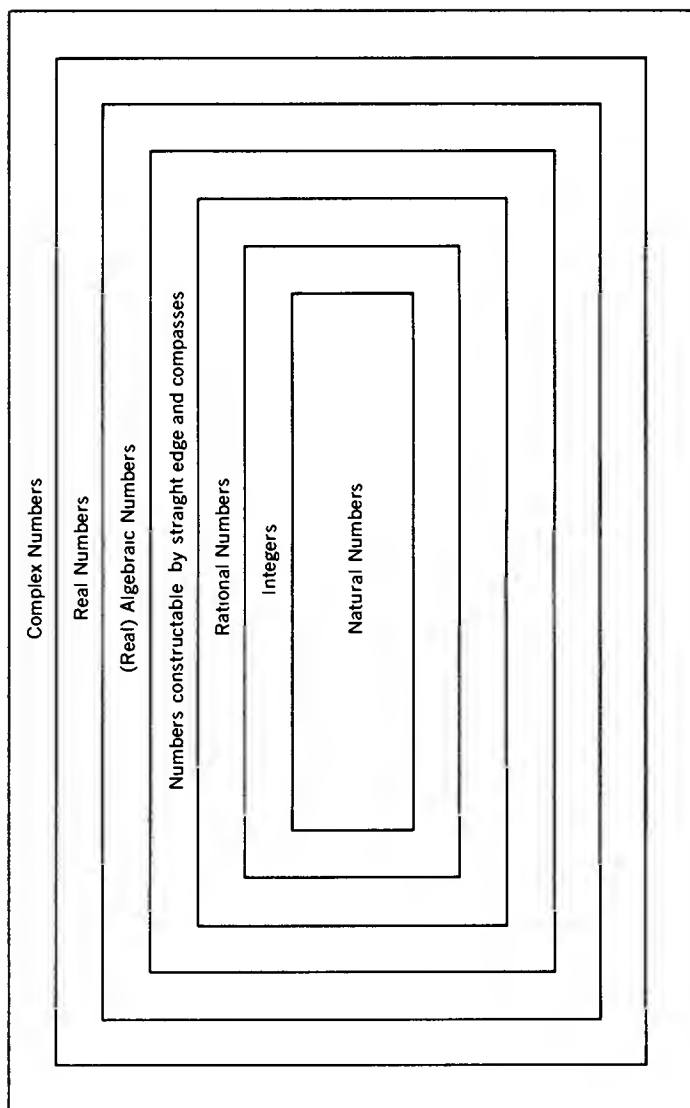 Complex Numbers
Real Numbers
(Real) Algebraic Numbers
Numbers constructable by straight edge and compasses
Rational Numbers
Integers
Natural Numbers